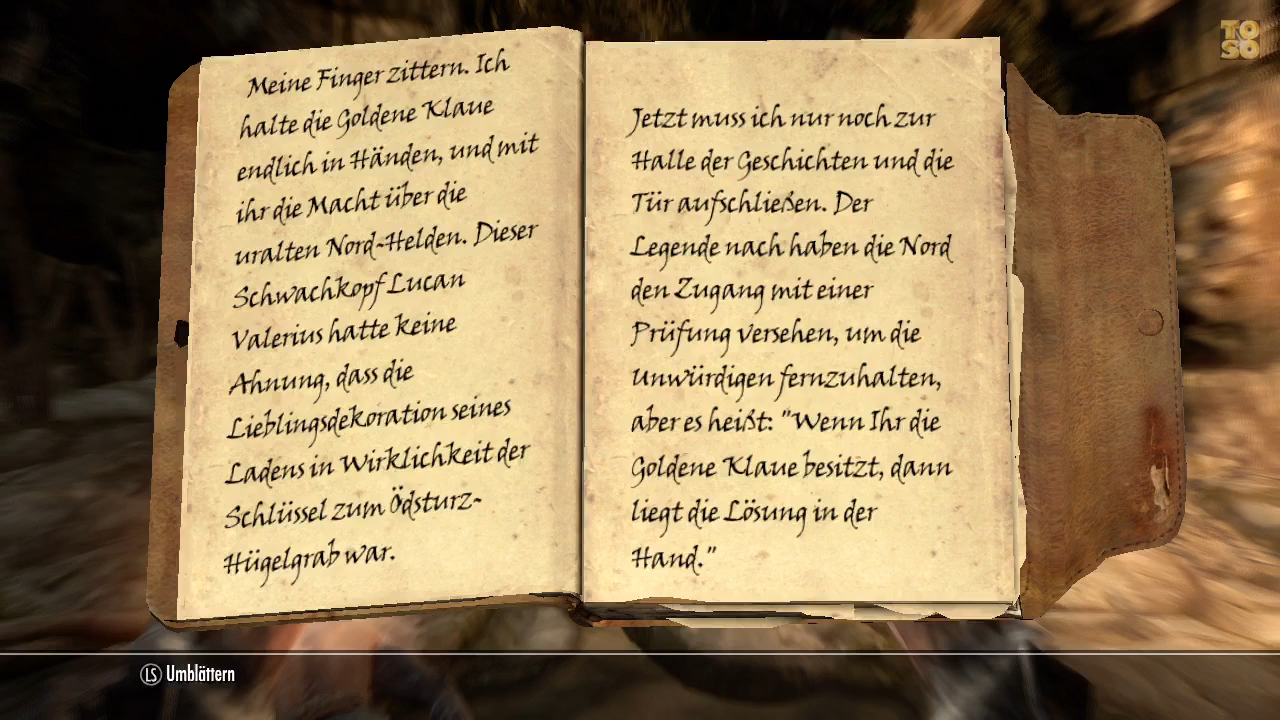 TO
SO
Meine Finger zittern. Ich
halte die Goldene Klaue
endlich in Händen, und mit
ihr die Macht über die
uralten Nord-Helden. Dieser
Schwachkopf Lucan
Valerius hatte keine
Ahnung, dass die
Lieblingsdekoration seines
Ladens in Wirklichkeit der
Schlüssel zum Ödsturz-
Hügelgrab war.
Jetzt muss ich nur noch zur
Halle der Geschichten und die
Tür aufschließen. Der
Legende nach haben die Nord
den Zugang mit einer
Prüfung versehen, um die
Unwürdigen fernzuhalten,
aber es heißt: "Wenn Ihr die
Goldene Klaue besitzt, dann
liegt die Lösung in der
Hand."
LS Umblättern